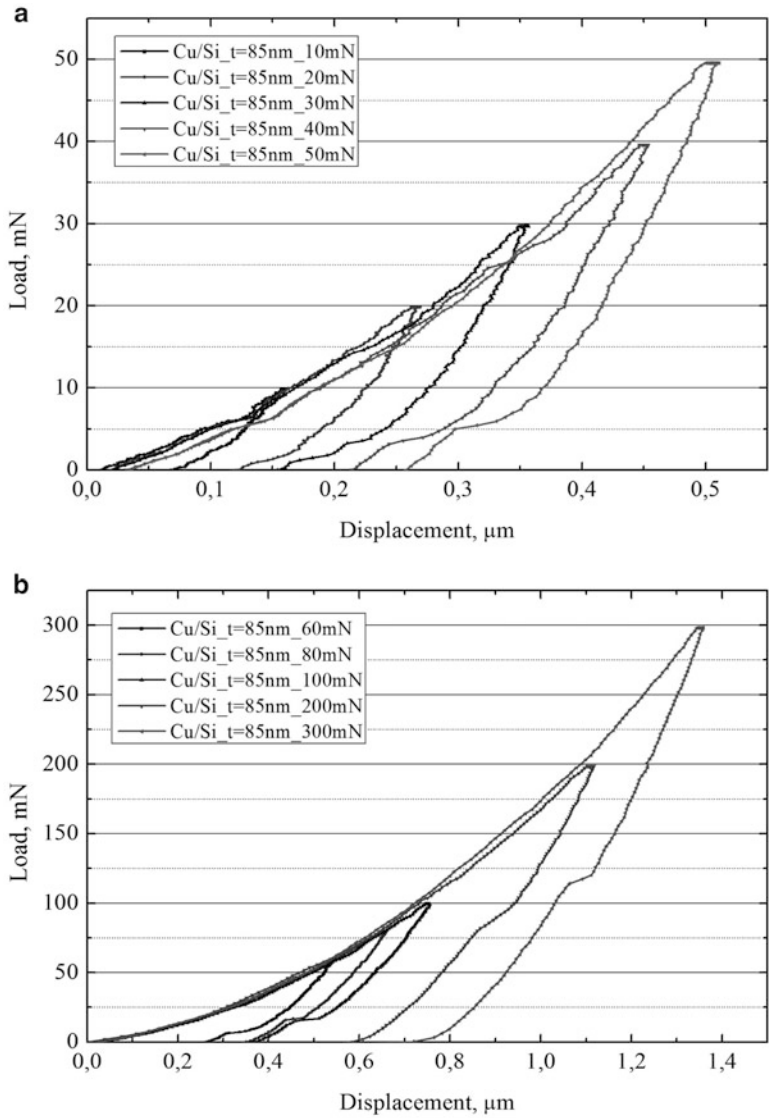 a
50
40
30
20
10
0
Load, mN
Cu/Si_t=85nm_10mN
Cu/Si_t=85nm_20mN
Cu/Si_t=85nm_30mN
Cu/Si_t=85nm_40mN
Cu/Si_t=85nm_50mN
0,0 0,1 0,2 0,3 0,4 0,5
Displacement, µm
b
300
250
200
150
100
50
0
Load, mN
Cu/Si_t=85nm_60mN
Cu/Si_t=85nm_80mN
Cu/Si_t=85nm_100mN
Cu/Si_t=85nm_200mN
Cu/Si_t=85nm_300mN
0,0 0,2 0,4 0,6 0,8 1,0 1,2 1,4
Displacement, µm